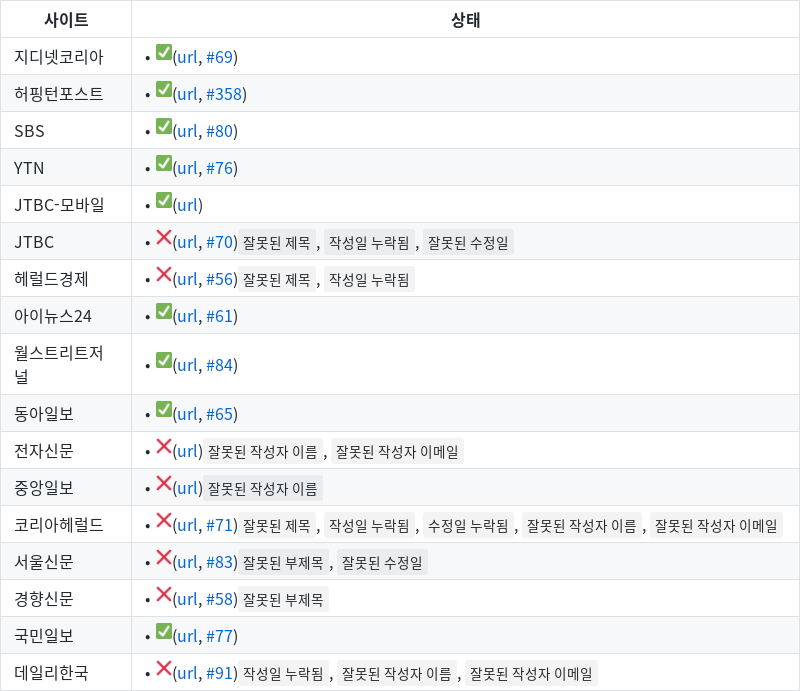 사이트 상태
지디넷코리아 • ✅(url, #69)
허핑턴포스트 • ✅(url, #358)
SBS • ✅(url, #80)
YTN • ✅(url, #76)
JTBC-모바일 • ✅(url)
JTBC • ❌(url, #70) 잘못된 제목 , 작성일 누락됨 , 잘못된 수정일
헤럴드경제 • ❌(url, #56) 잘못된 제목 , 작성일 누락됨
아이뉴스24 • ✅(url, #61)
월스트리트저
널 • ✅(url, #84)
동아일보 • ✅(url, #65)
전자신문 • ❌(url) 잘못된 작성자 이름 , 잘못된 작성자 이메일
중앙일보 • ❌(url) 잘못된 작성자 이름
코리아헤럴드 • ❌(url, #71) 잘못된 제목 , 작성일 누락됨 , 수정일 누락됨 , 잘못된 작성자 이름 , 잘못된 작성자 이메일
서울신문 • ❌(url, #83) 잘못된 부제목 , 잘못된 수정일
경향신문 • ❌(url, #58) 잘못된 부제목
국민일보 • ✅(url, #77)
데일리한국 • ❌(url, #91) 작성일 누락됨 , 잘못된 작성자 이름 , 잘못된 작성자 이메일